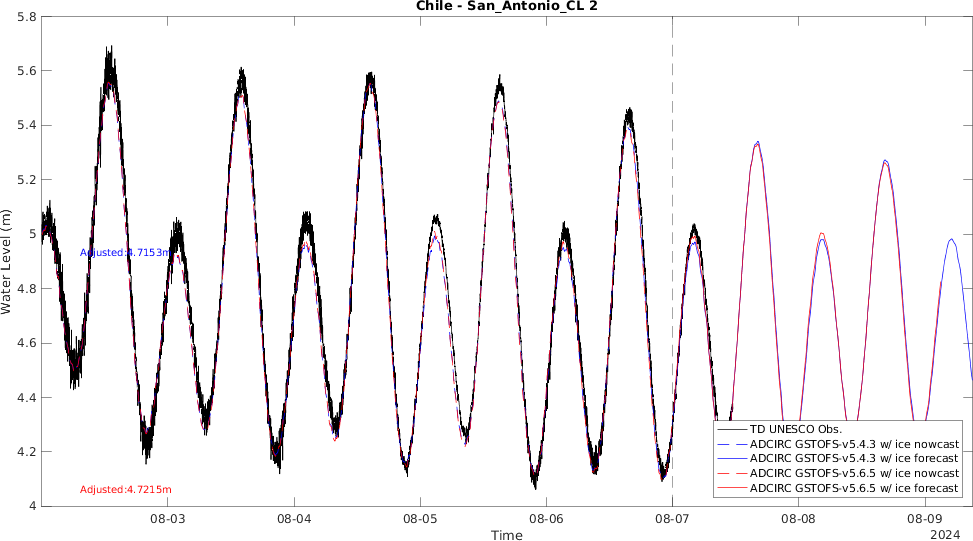 Chile - San_Antonio_CL 2
5.8
5.6
5.4
5.2
5
4.8
4.6
4.4
4.2
4
Water Level (m)
Adjusted:4.7153m
Adjusted:4.7215m
TD UNESCO Obs.
ADCIRC GSTOFS-v5.4.3 w/ ice nowcast
ADCIRC GSTOFS-v5.4.3 w/ ice forecast
ADCIRC GSTOFS-v5.6.5 w/ ice nowcast
ADCIRC GSTOFS-v5.6.5 w/ ice forecast
08-03 08-04 08-05 08-06 08-07 08-08 08-09
Time
2024